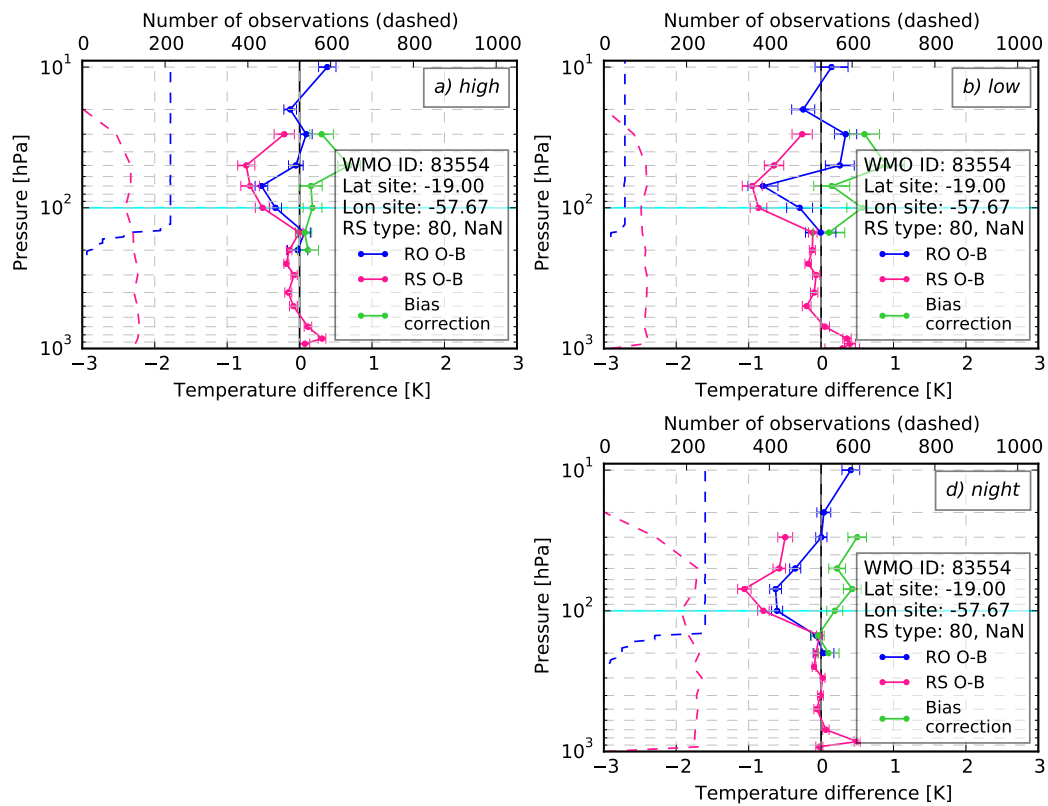 Number of observations (dashed)
0 200 400 600 800 1000
10¹
10²
10³
Pressure [hPa]
a) high
WMO ID: 83554
Lat site: -19.00
Lon site: -57.67
RS type: 80, NaN
RO O-B
RS O-B
Bias
correction
−3 −2 −1 0 1 2 3
Temperature difference [K]
Number of observations (dashed)
0 200 400 600 800 1000
10¹
10²
10³
Pressure [hPa]
b) low
WMO ID: 83554
Lat site: -19.00
Lon site: -57.67
RS type: 80, NaN
RO O-B
RS O-B
Bias
correction
−3 −2 −1 0 1 2 3
Temperature difference [K]
Number of observations (dashed)
0 200 400 600 800 1000
10¹
10²
10³
Pressure [hPa]
d) night
WMO ID: 83554
Lat site: -19.00
Lon site: -57.67
RS type: 80, NaN
RO O-B
RS O-B
Bias
correction
−3 −2 −1 0 1 2 3
Temperature difference [K]